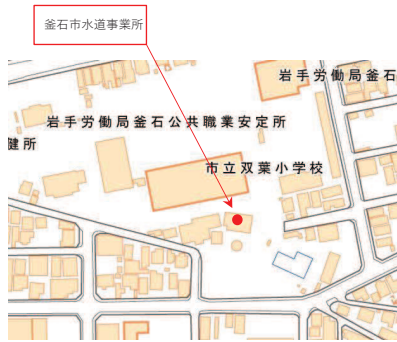 釜石市水道事業所
岩手労働局釜石
岩手労働局釜石公共職業安定所
健所
市立双葉小学校